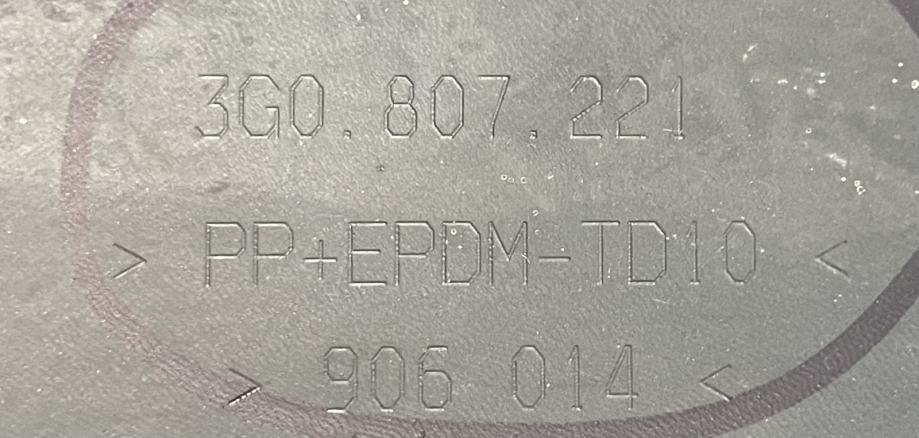 3G0.807.221
> PP+EPDM-TD10 <
> 906 014 <